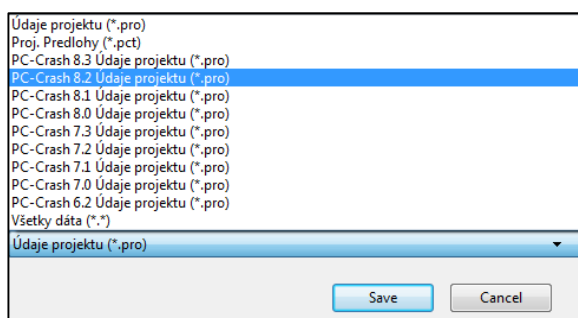 Údaje projektu (*.pro)
Proj. Predlohy (*.pct)
PC-Crash 8.3 Údaje projektu (*.pro)
PC-Crash 8.2 Údaje projektu (*.pro)
PC-Crash 8.1 Údaje projektu (*.pro)
PC-Crash 8.0 Údaje projektu (*.pro)
PC-Crash 7.3 Údaje projektu (*.pro)
PC-Crash 7.2 Údaje projektu (*.pro)
PC-Crash 7.1 Údaje projektu (*.pro)
PC-Crash 7.0 Údaje projektu (*.pro)
PC-Crash 6.2 Údaje projektu (*.pro)
Všetky dáta (*.*)
Údaje projektu (*.pro)
Save Cancel